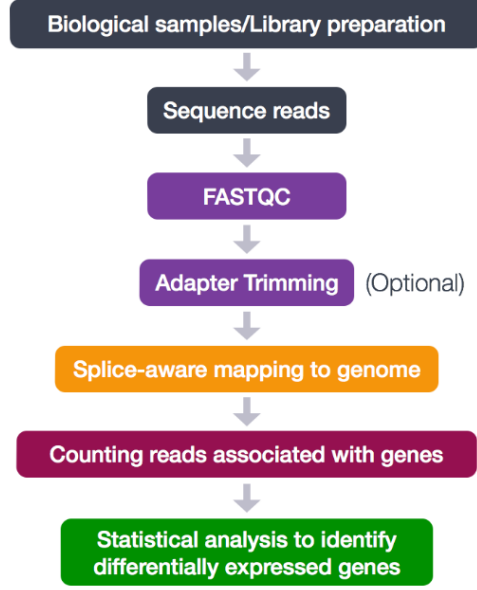 Biological samples/Library preparation
Sequence reads
FASTQC
Adapter Trimming (Optional)
Splice-aware mapping to genome
Counting reads associated with genes
Statistical analysis to identify
differentially expressed genes